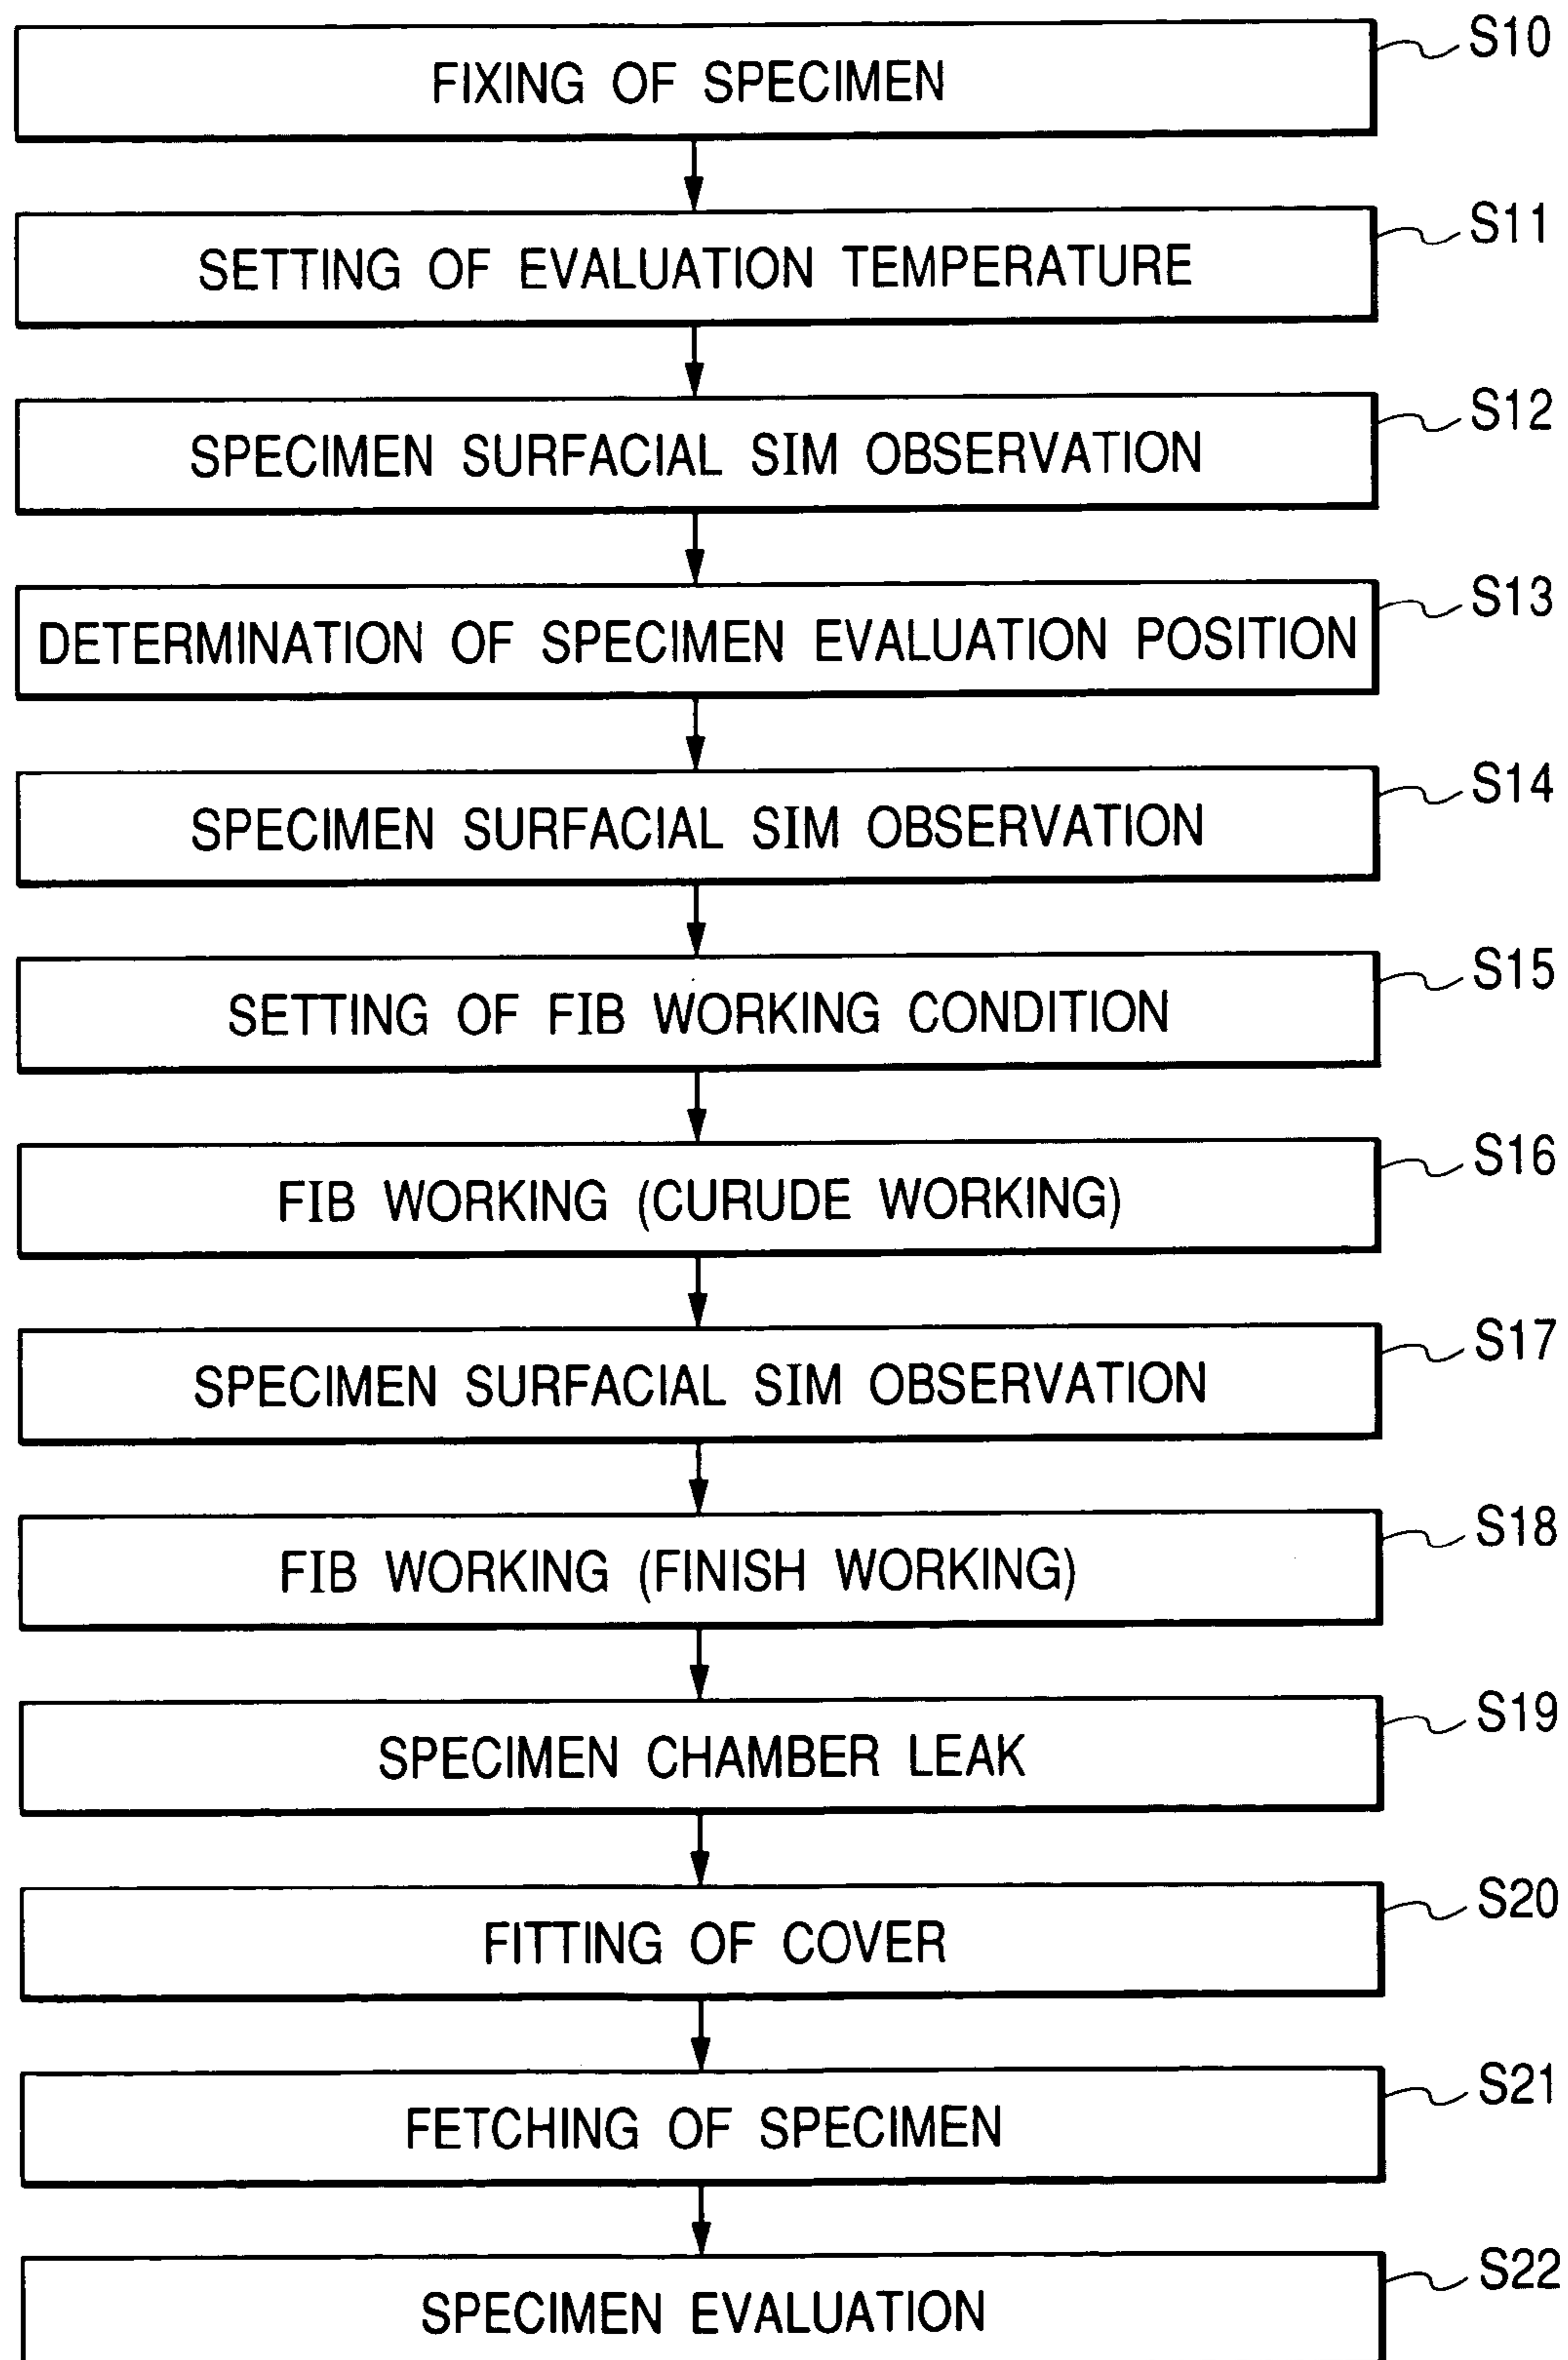 FIXING OF SPECIMEN S10
SETTING OF EVALUATION TEMPERATURE S11
SPECIMEN SURFACIAL SIM OBSERVATION S12
DETERMINATION OF SPECIMEN EVALUATION POSITION S13
SPECIMEN SURFACIAL SIM OBSERVATION S14
SETTING OF FIB WORKING CONDITION S15
FIB WORKING (CURUDE WORKING) S16
SPECIMEN SURFACIAL SIM OBSERVATION S17
FIB WORKING (FINISH WORKING) S18
SPECIMEN CHAMBER LEAK S19
FITTING OF COVER S20
FETCHING OF SPECIMEN S21
SPECIMEN EVALUATION S22